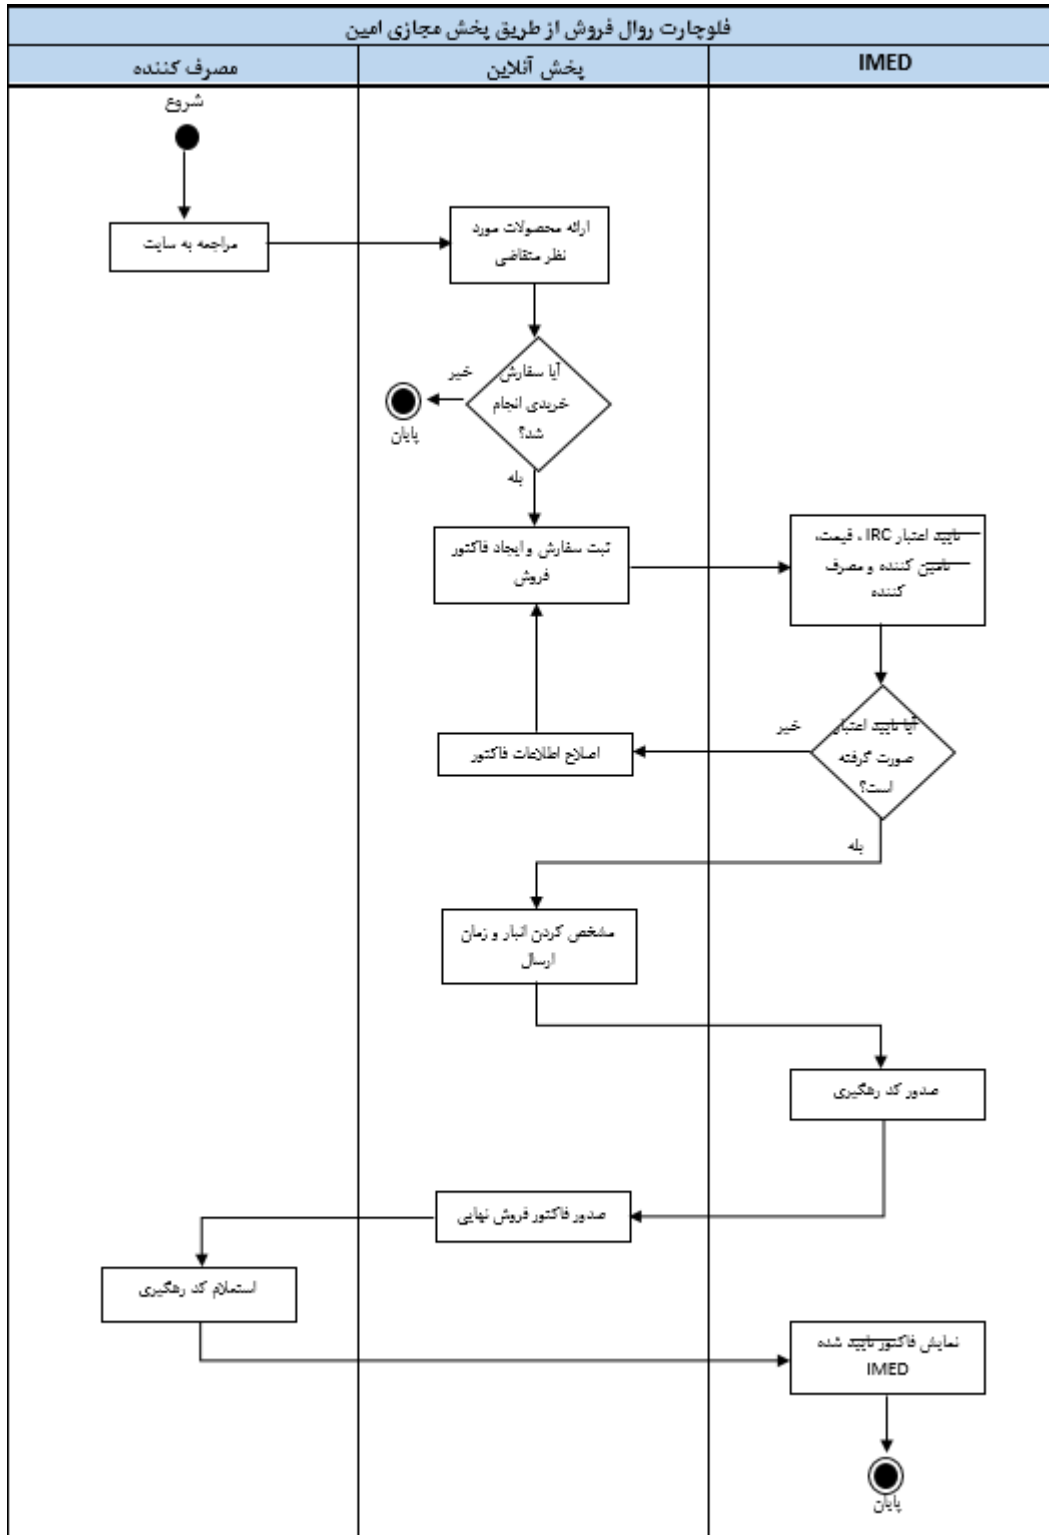 فلوچارت روال فروش از طریق پخش مجازی امین
IMED
پخش آنلاین
مصرف کننده
شروع
مراجعه به سایت
ارائه محصولات مورد
نظر متقاضی
آیا سفارش
خریدی انجام
شد؟
خیر
پایان
بله
ثبت سفارش و ایجاد فاکتور
فروش
تایید اعتبار IRC ، قیمت،
تامین کننده و مصرف
کننده
آیا تایید اعتبار
صورت گرفته
است؟
خیر
اصلاح اطلاعات فاکتور
بله
مشخص کردن انبار و زمان
ارسال
صدور کد رهگیری
صدور فاکتور فروش نهایی
استعلام کد رهگیری
نمایش فاکتور تایید شده
IMED
پایان